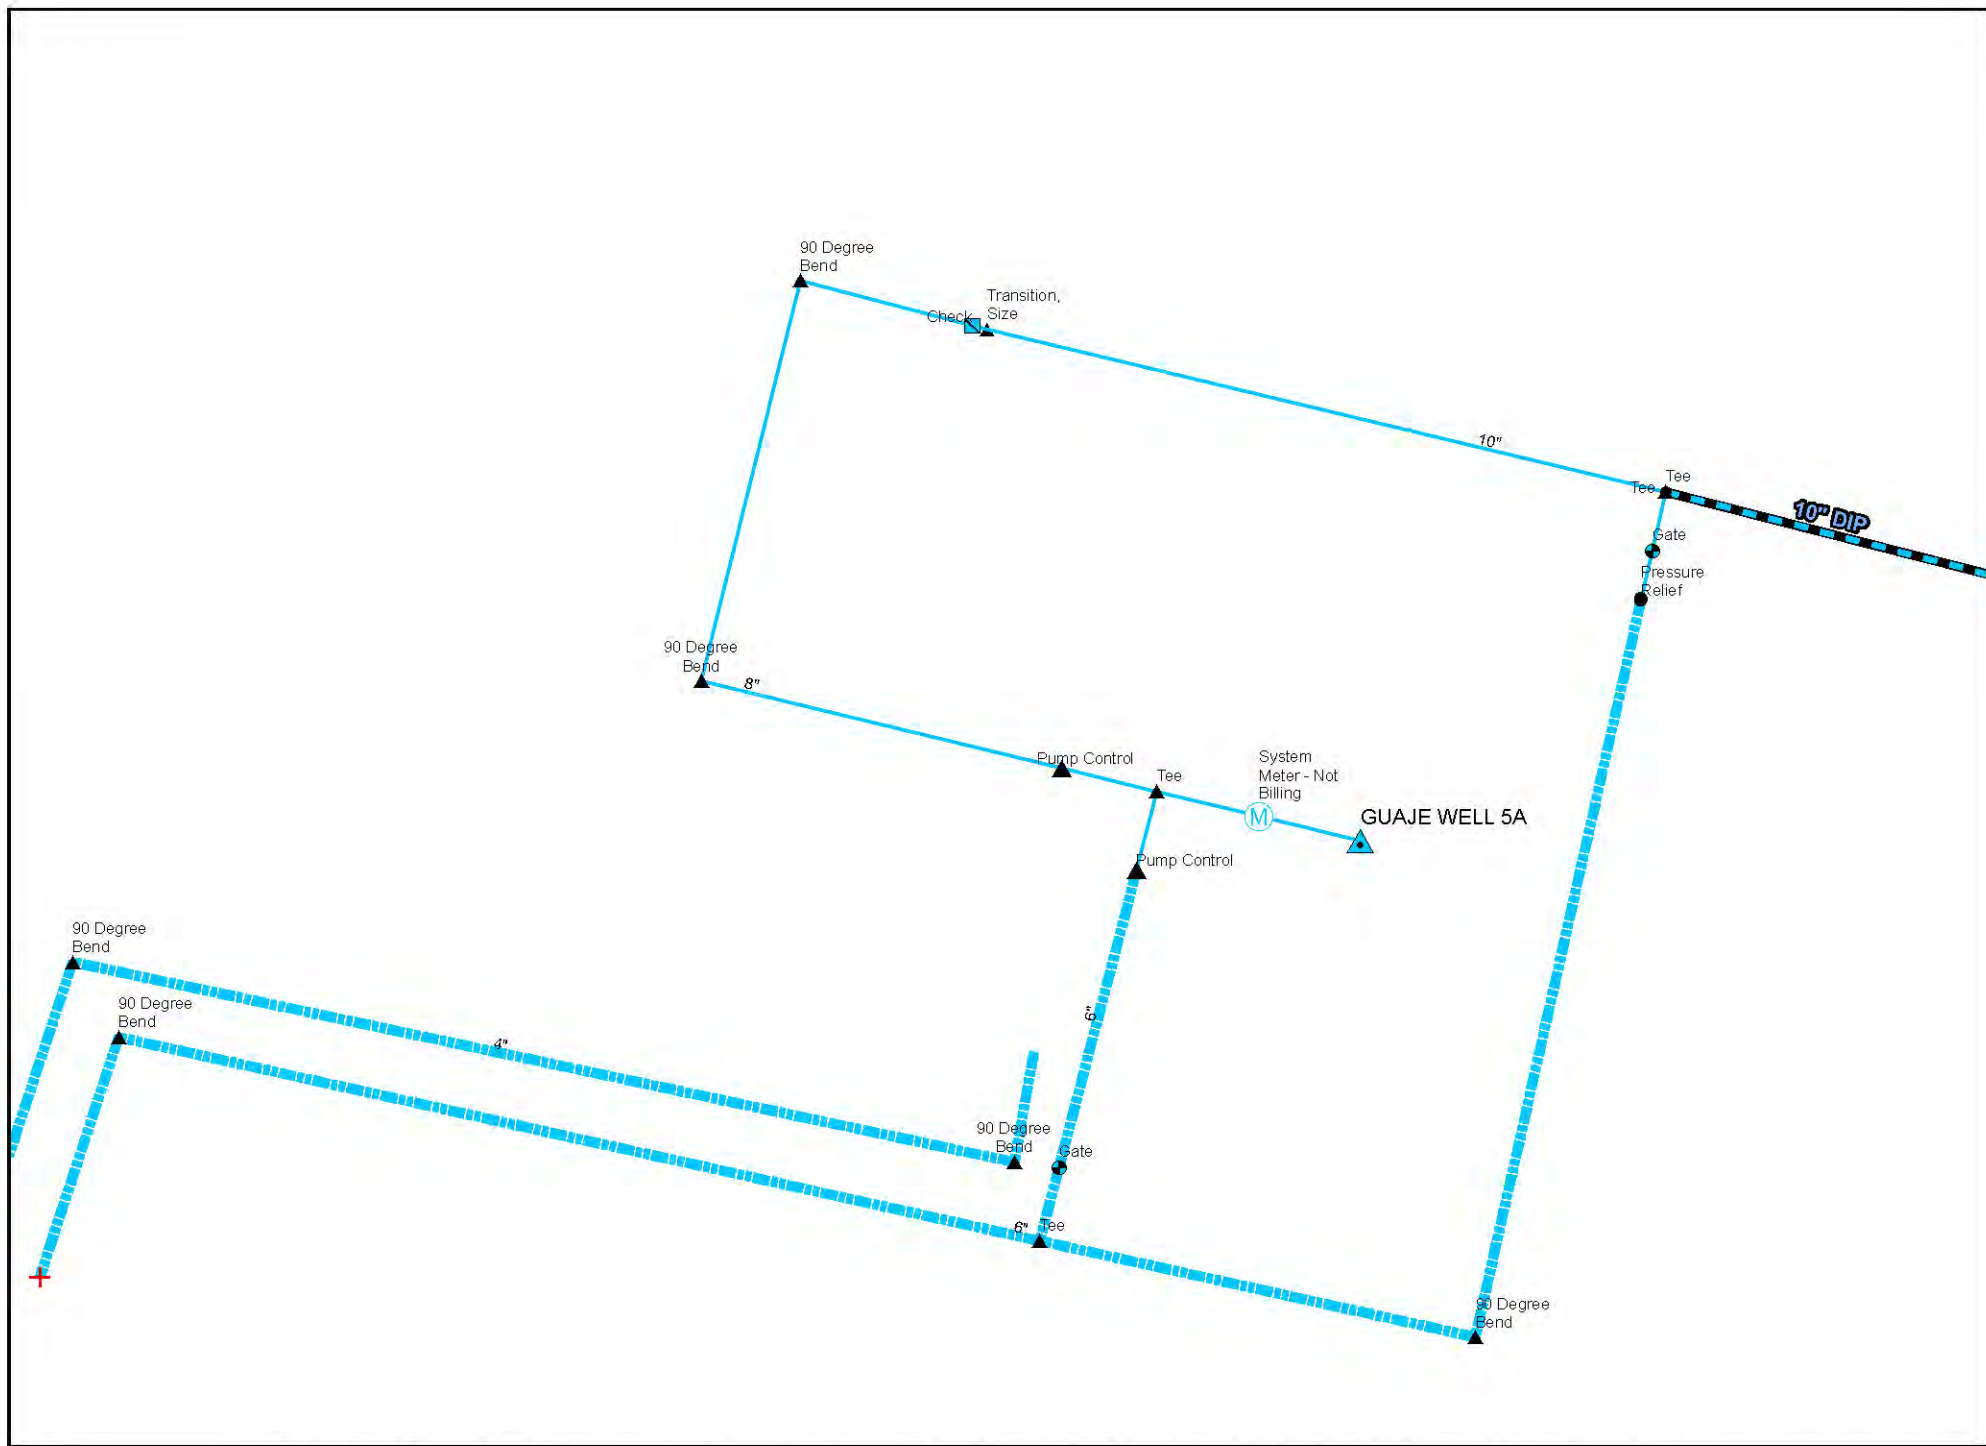 90 Degree
Bend
Transition,
Size
Check
10"
Tee
Tee
10" DIP
Gate
Pressure
Relief
90 Degree
Bend
8"
Pump Control
Tee
System
Meter - Not
Billing
M
GUAJE WELL 5A
Pump Control
90 Degree
Bend
90 Degree
Bend
4"
6"
90 Degree
Bend
Gate
6"
Tee
90 Degree
Bend